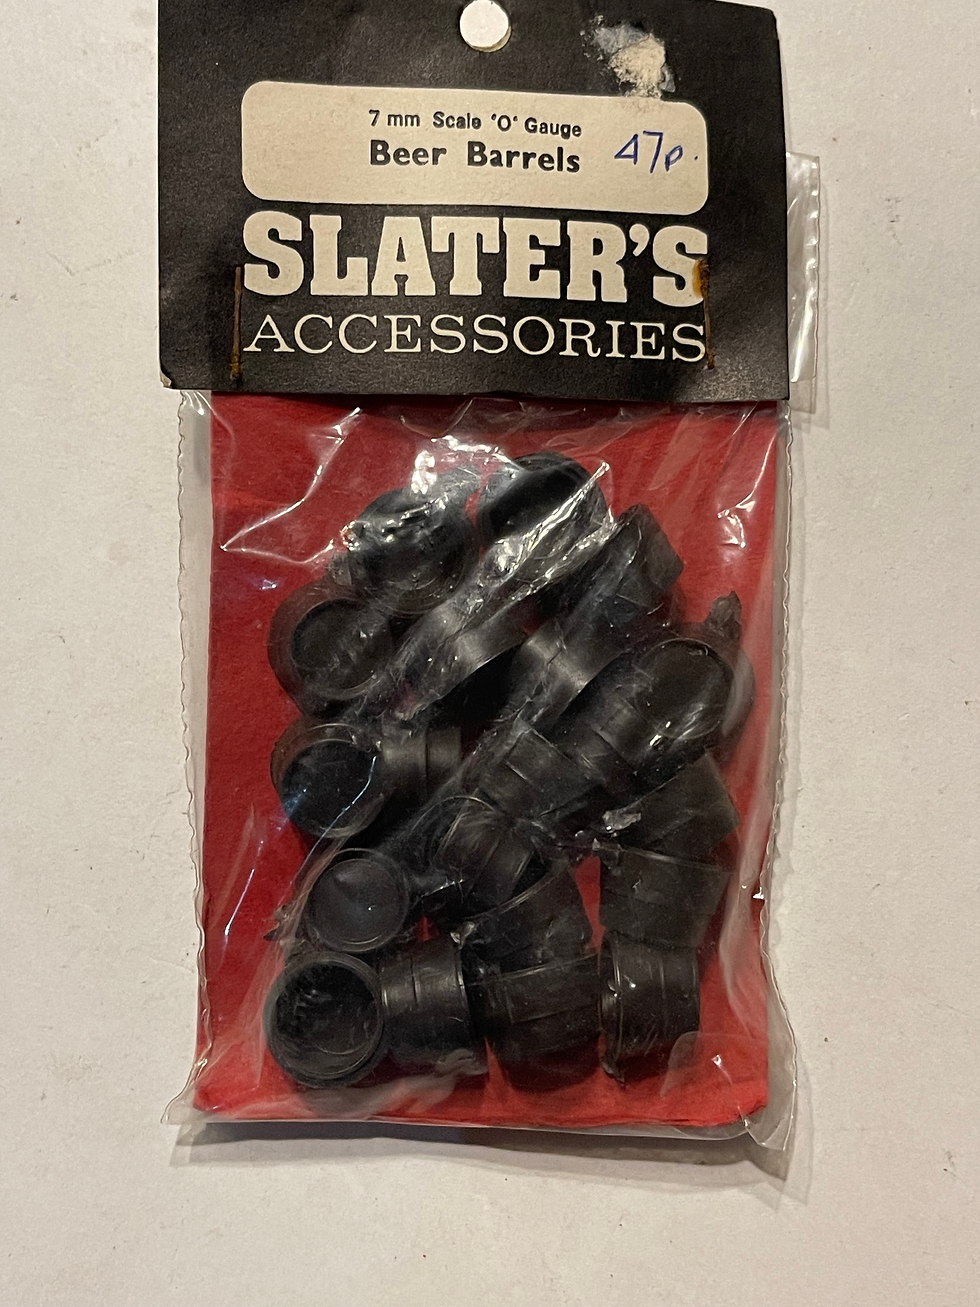 7 mm Scale 'O' Gauge
Beer Barrels 47p.
SLATER'S
ACCESSORIES